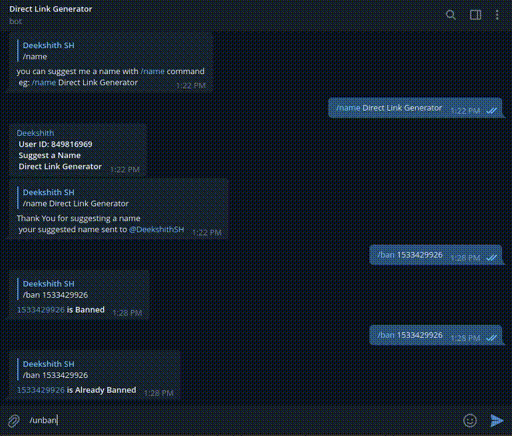 Direct Link Generator
bot
Deekshith SH
/name
you can suggest me a name with /name command
eg: /name Direct Link Generator
1:22 PM
/name Direct Link Generator 1:22 PM
Deekshith
User ID: 849816969
Suggest a Name
Direct Link Generator 1:22 PM
Deekshith SH
/name Direct Link Generator
Thank You for suggesting a name
your suggested name sent to @DeekshithSH 1:22 PM
/ban 1533429926 1:28 PM
Deekshith SH
/ban 1533429926
1533429926 is Banned 1:28 PM
/ban 1533429926 1:28 PM
Deekshith SH
/ban 1533429926
1533429926 is Already Banned 1:28 PM
/unban